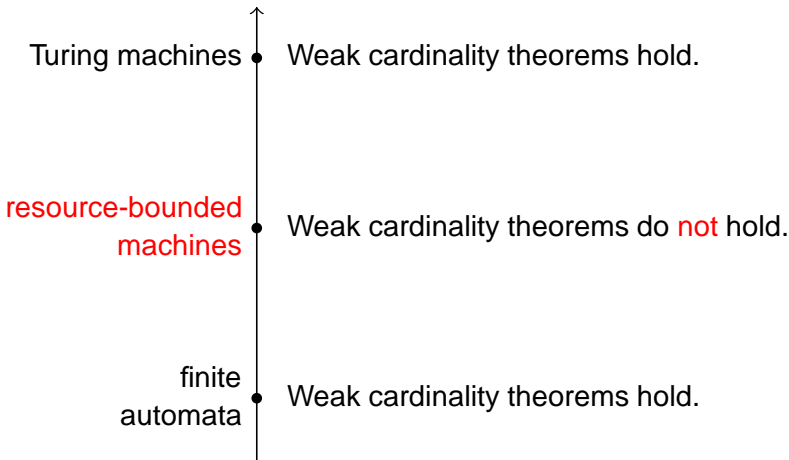 Turing machines Weak cardinality theorems hold.
resource-bounded
machines
Weak cardinality theorems do not hold.
finite
automata
Weak cardinality theorems hold.